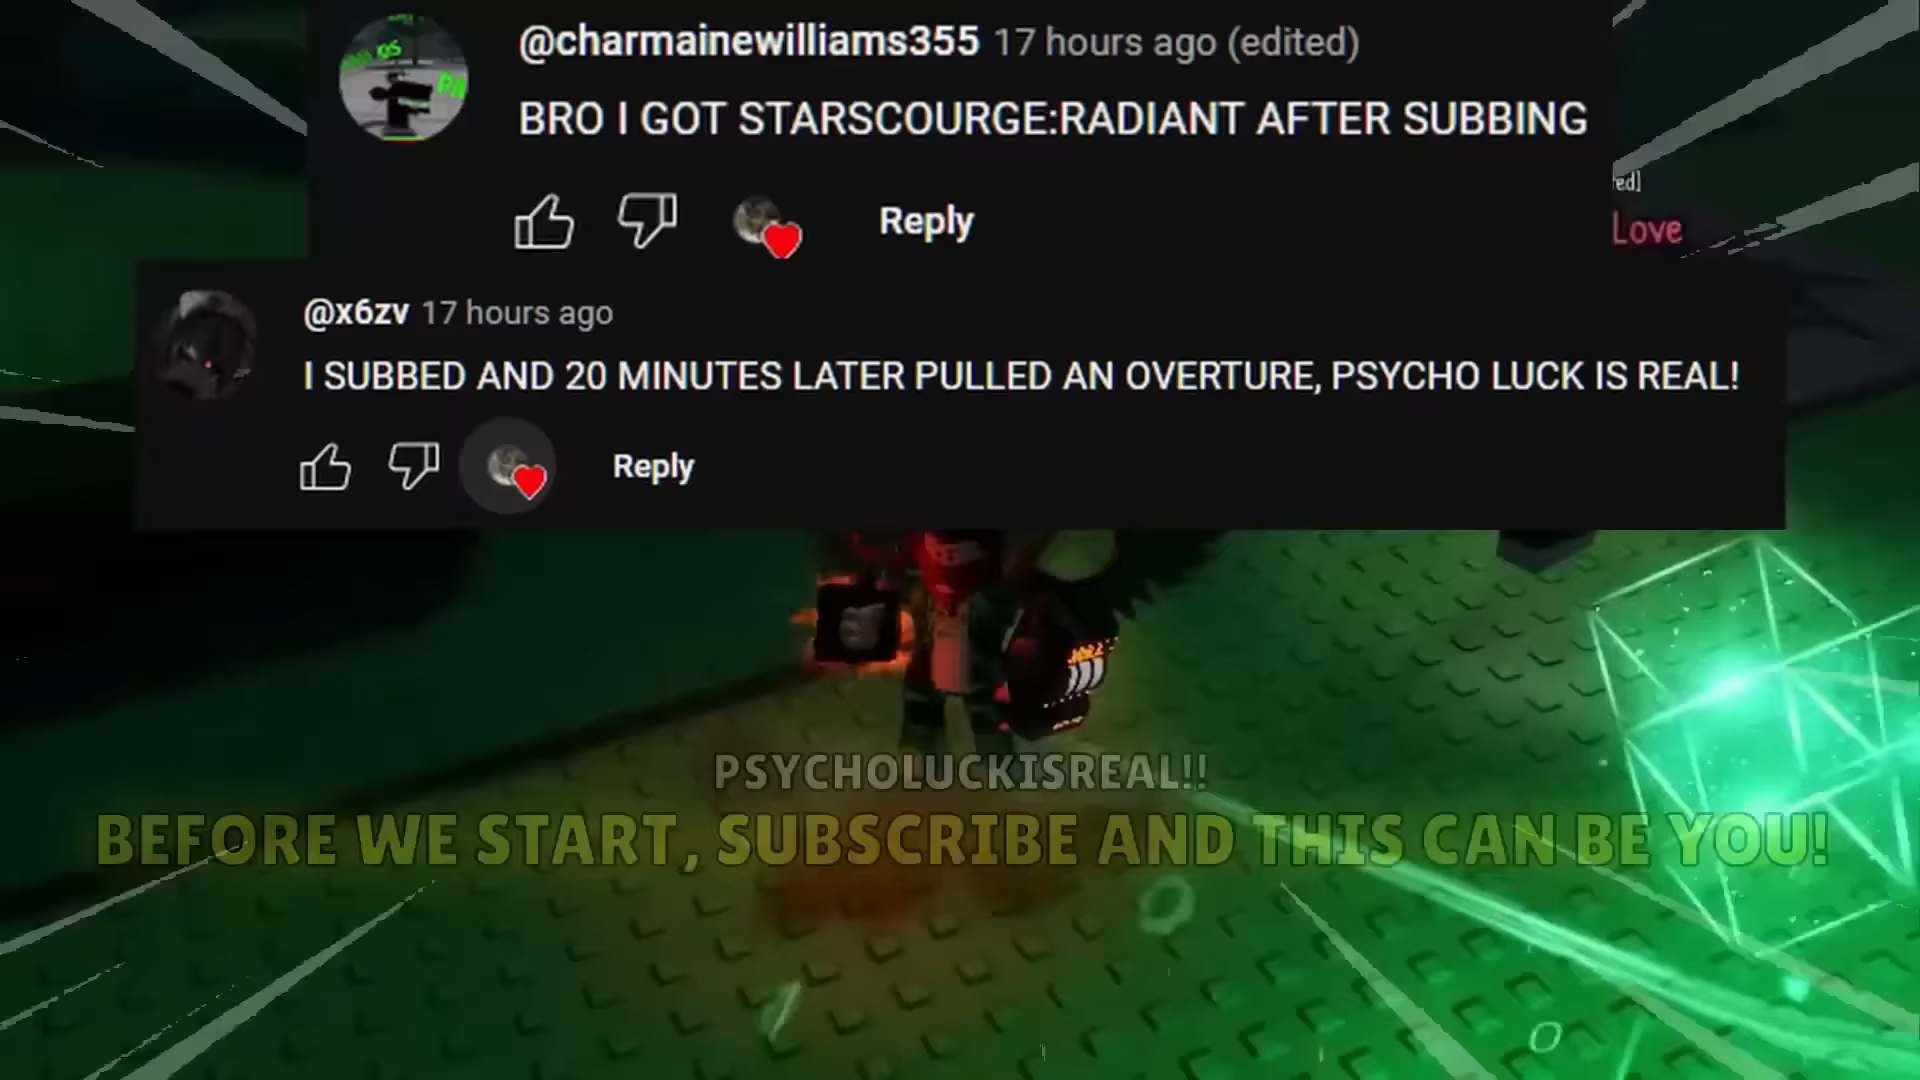 @charmainewilliams355 17 hours ago (edited)
BRO I GOT STARSCOURGE:RADIANT AFTER SUBBING
Reply
ed]
Love
@x6zv 17 hours ago
I SUBBED AND 20 MINUTES LATER PULLED AN OVERTURE, PSYCHO LUCK IS REAL!
Reply
PSYCHOLUCKISREAL!!
BEFORE WE START, SUBSCRIBE AND THIS CAN BE YOU!